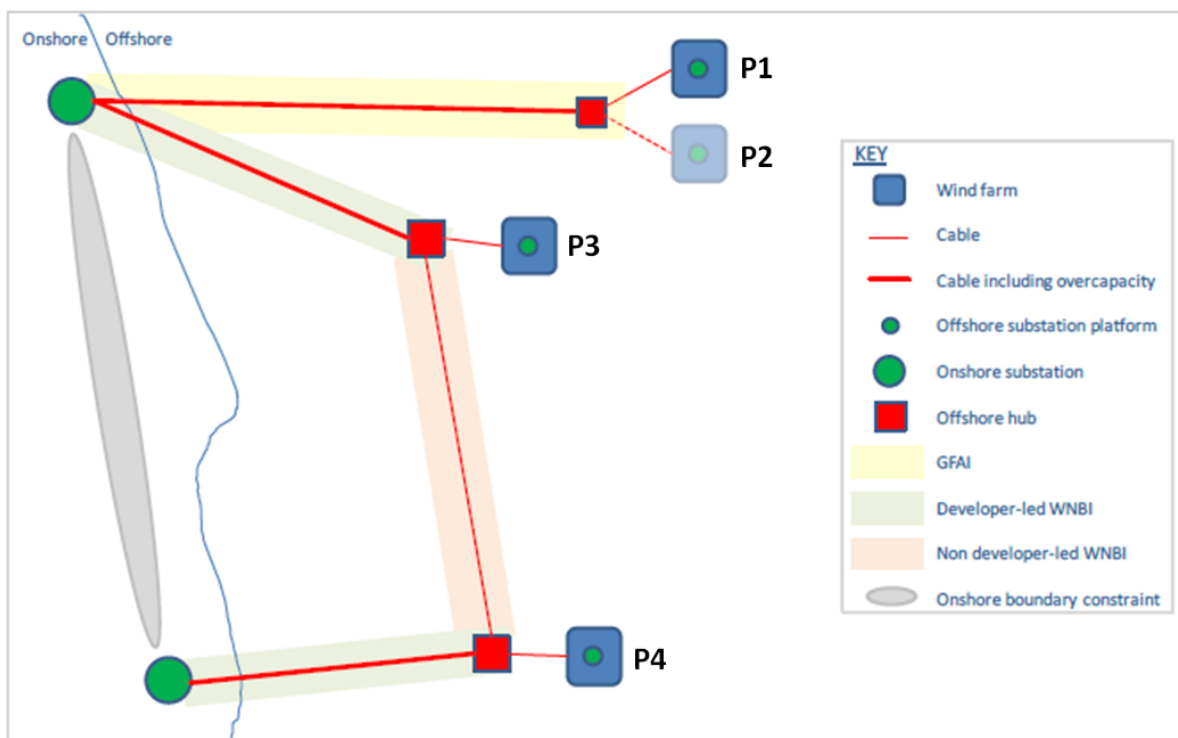 Onshore Offshore
P1
P2
P3
P4
KEY
Wind farm
Cable
Cable including overcapacity
Offshore substation platform
Onshore substation
Offshore hub
GFAI
Developer-led WNBI
Non developer-led WNBI
Onshore boundary constraint